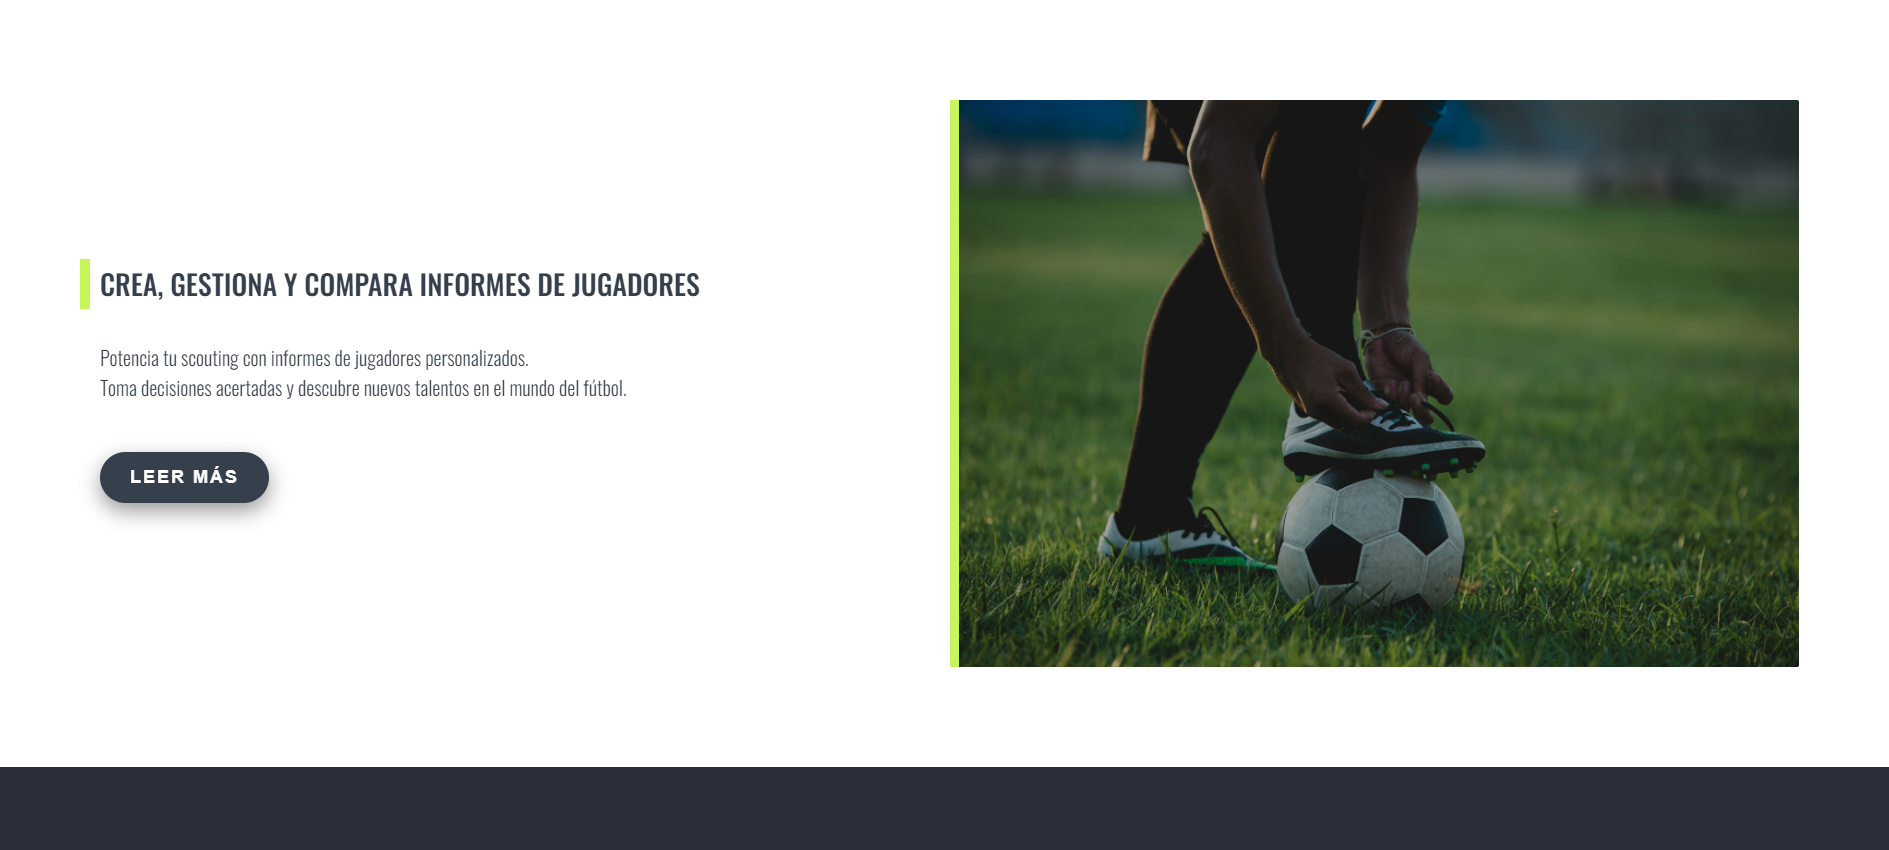 CREA, GESTIONA Y COMPARA INFORMES DE JUGADORES
Potencia tu scouting con informes de jugadores personalizados.
Toma decisiones acertadas y descubre nuevos talentos en el mundo del fútbol.
LEER MÁS